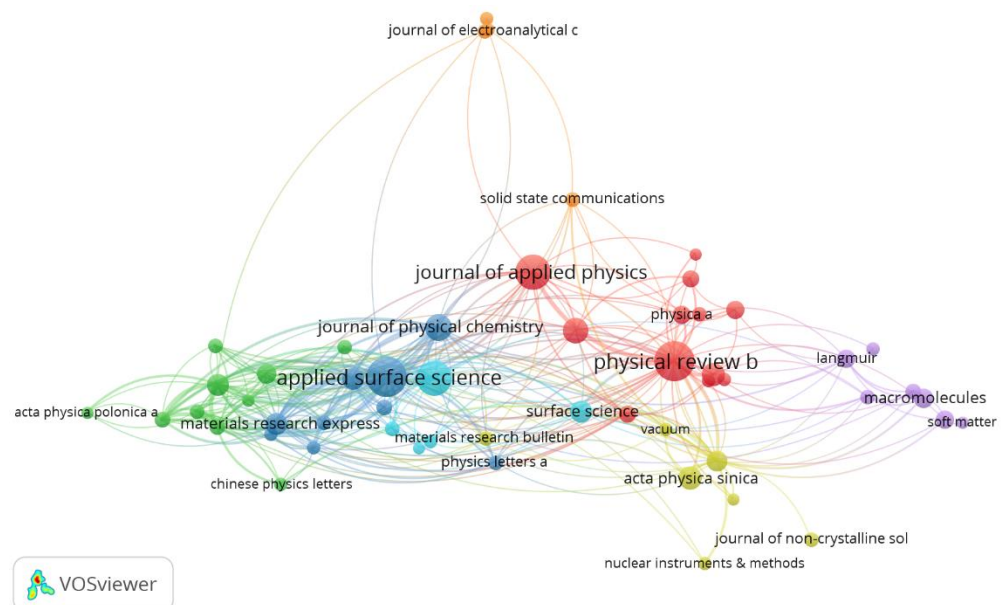 journal of electroanalytical c
solid state communications
journal of applied physics
physica a
journal of physical chemistry
physical review b
langmuir
applied surface science
macromolecules
acta physica polonica a
surface science
soft matter
materials research express
vacuum
materials research bulletin
physics letters a
acta physica sinica
chinese physics letters
journal of non-crystalline sol
nuclear instruments & methods
VOSviewer